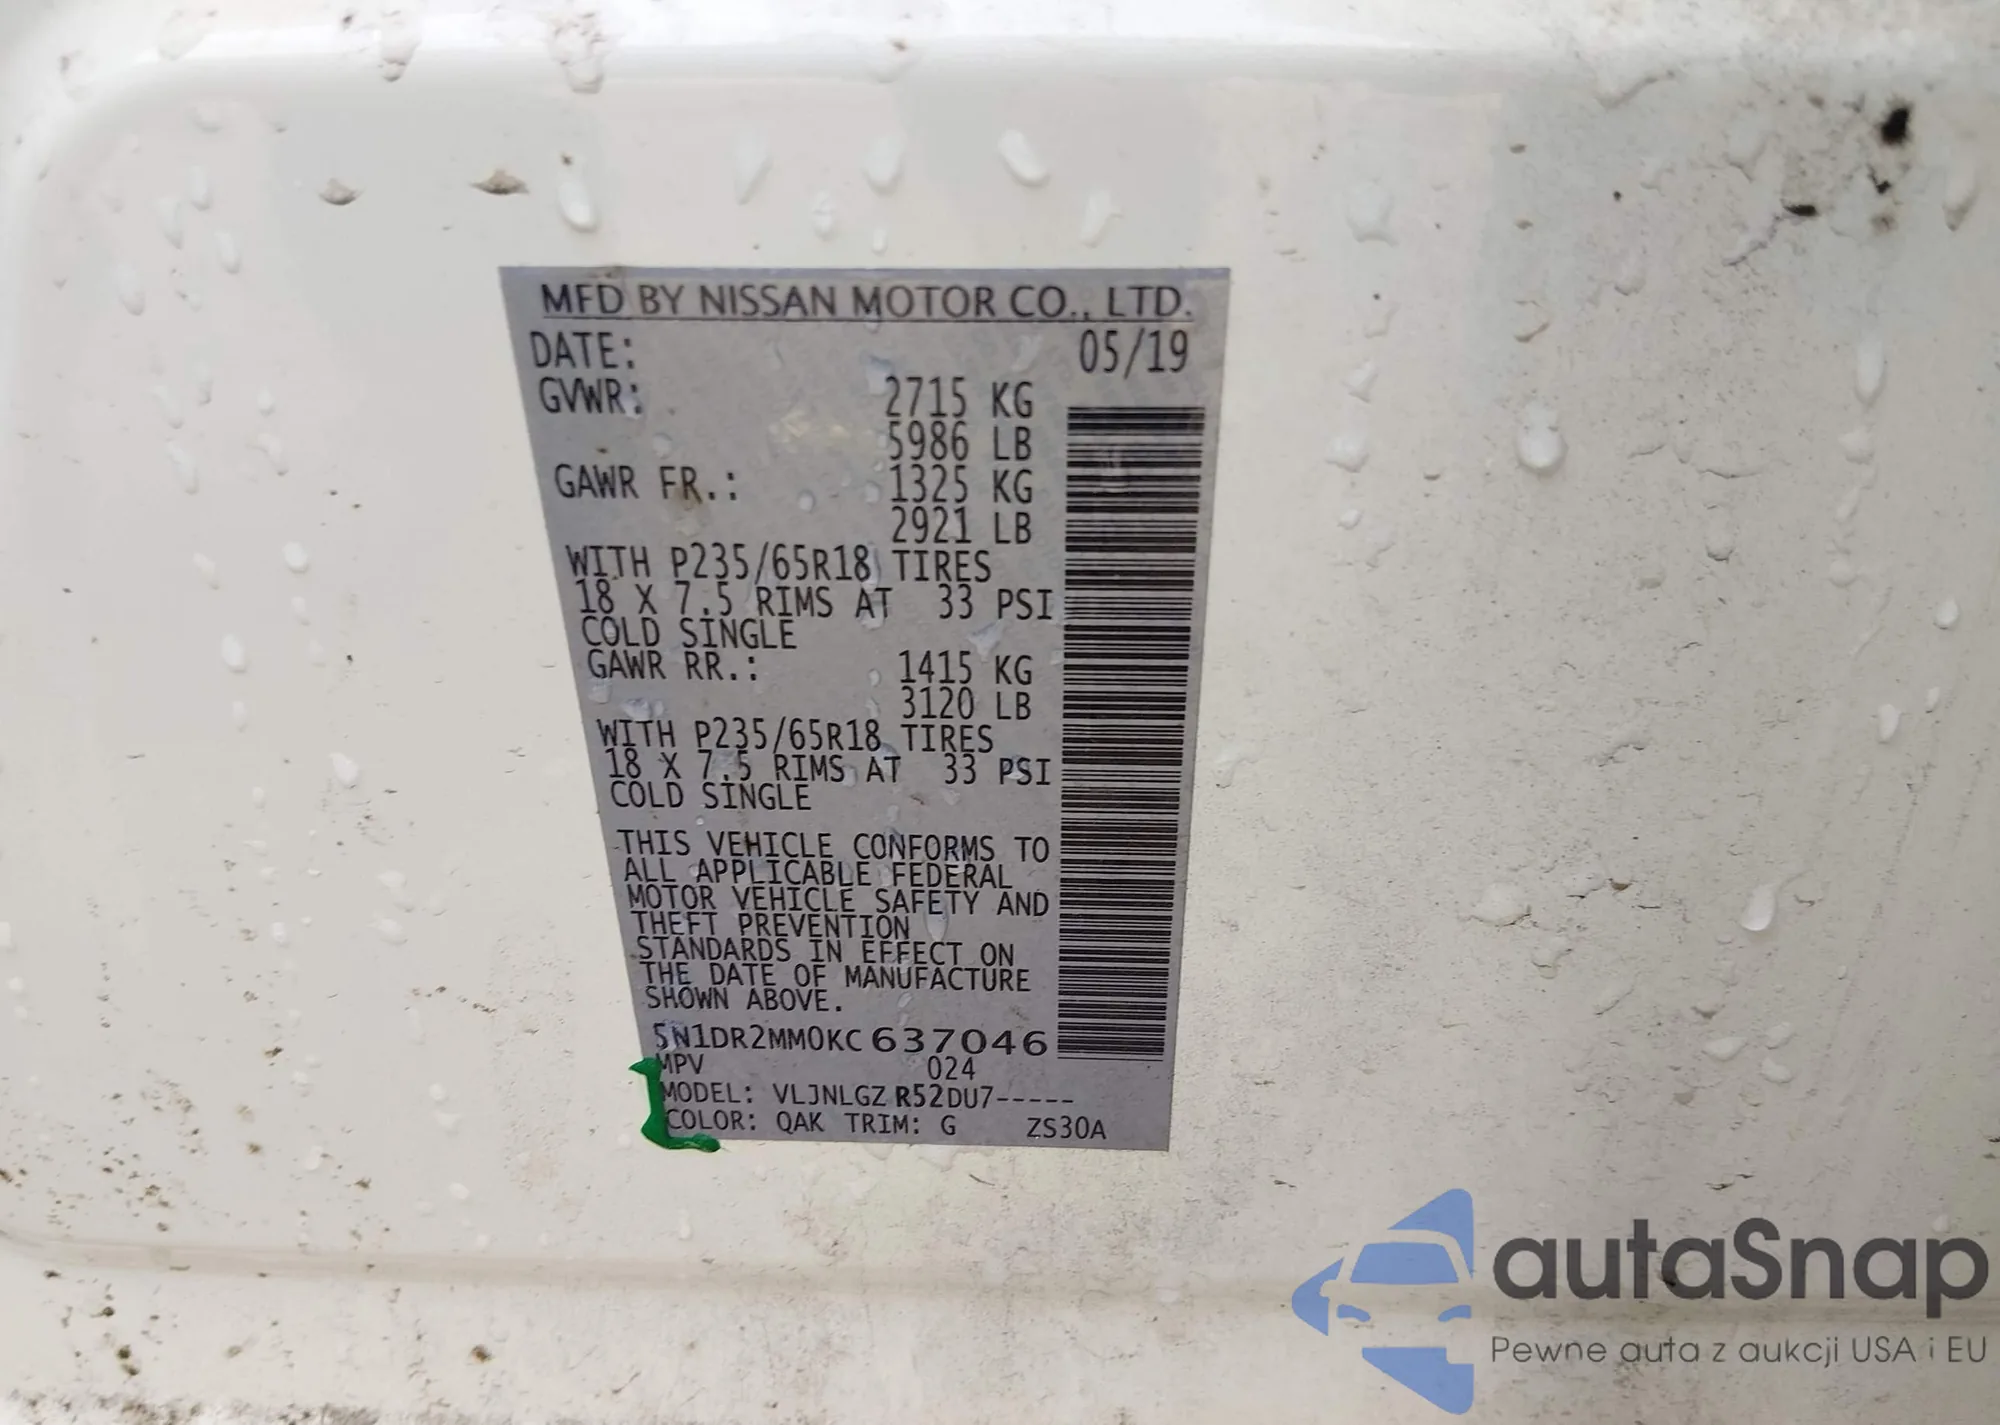 MFD BY NISSAN MOTOR CO., LTD.
DATE: 05/19
GVWR: 2715 KG
5986 LB
GAWR FR.: 1325 KG
2921 LB
WITH P235/65R18 TIRES
18 X 7.5 RIMS AT 33 PSI
COLD SINGLE
GAWR RR.: 1415 KG
3120 LB
WITH P235/65R18 TIRES
18 X 7.5 RIMS AT 33 PSI
COLD SINGLE
THIS VEHICLE CONFORMS TO
ALL APPLICABLE FEDERAL
MOTOR VEHICLE SAFETY AND
THEFT PREVENTION
STANDARDS IN EFFECT ON
THE DATE OF MANUFACTURE
SHOWN ABOVE.
5N1DR2MM0KC637046
MPV 024
MODEL: VLJNLGZ R52DU7-----
COLOR: QAK TRIM: G ZS30A
autaSnap
Pewne auta z aukcji USA i EU